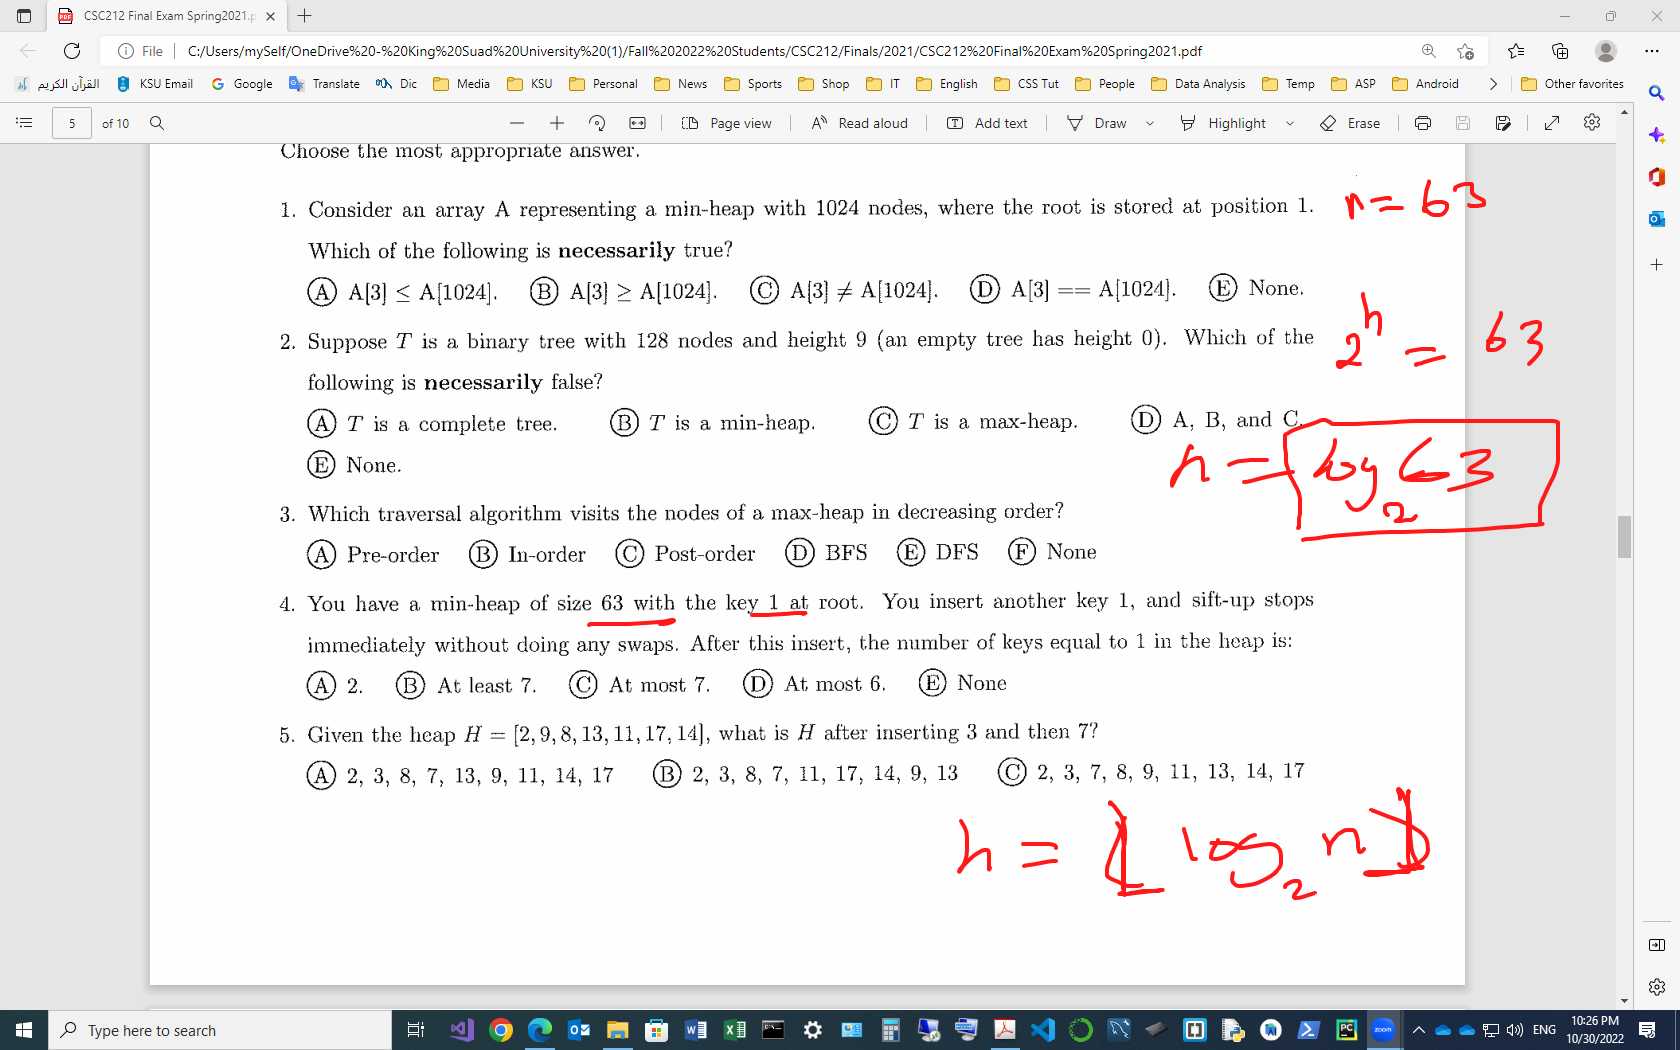 CSC212 Final Exam Spring2021.p
File
C:/Users/mySelf/OneDrive%20-%20King%20Suad%20University%20(1)/Fall%202022%20Students/CSC212/Finals/2021/CSC212%20Final%20Exam%20Spring2021.pdf
القرآن الكريم KSU Email Google Translate Dic Media KSU Personal News Sports Shop IT English CSS Tut People Data Analysis Temp ASP Android Other favorites
5 of 10 Page view Read aloud Add text Draw Highlight Erase
Choose the most appropriate answer.
1. Consider an array A representing a min-heap with 1024 nodes, where the root is stored at position 1.
Which of the following is necessarily true?
Ⓐ A[3] ≤ A[1024]. Ⓑ A[3] ≥ A[1024]. Ⓒ A[3] ≠ A[1024]. Ⓓ A[3] == A[1024]. Ⓔ None.
n = 63
2. Suppose T is a binary tree with 128 nodes and height 9 (an empty tree has height 0). Which of the
following is necessarily false?
Ⓐ T is a complete tree. Ⓑ T is a min-heap. Ⓒ T is a max-heap. Ⓓ A, B, and C.
Ⓔ None.
2^h = 63
h = log₂ 63
3. Which traversal algorithm visits the nodes of a max-heap in decreasing order?
Ⓐ Pre-order Ⓑ In-order Ⓒ Post-order Ⓓ BFS Ⓔ DFS Ⓕ None
4. You have a min-heap of size 63 with the key 1 at root. You insert another key 1, and sift-up stops
immediately without doing any swaps. After this insert, the number of keys equal to 1 in the heap is:
Ⓐ 2. Ⓑ At least 7. Ⓒ At most 7. Ⓓ At most 6. Ⓔ None
5. Given the heap H = [2, 9, 8, 13, 11, 17, 14], what is H after inserting 3 and then 7?
Ⓐ 2, 3, 8, 7, 13, 9, 11, 14, 17 Ⓑ 2, 3, 8, 7, 11, 17, 14, 9, 13 Ⓒ 2, 3, 7, 8, 9, 11, 13, 14, 17
h = ⌊log₂ n⌋
Type here to search
ENG
10:26 PM
10/30/2022